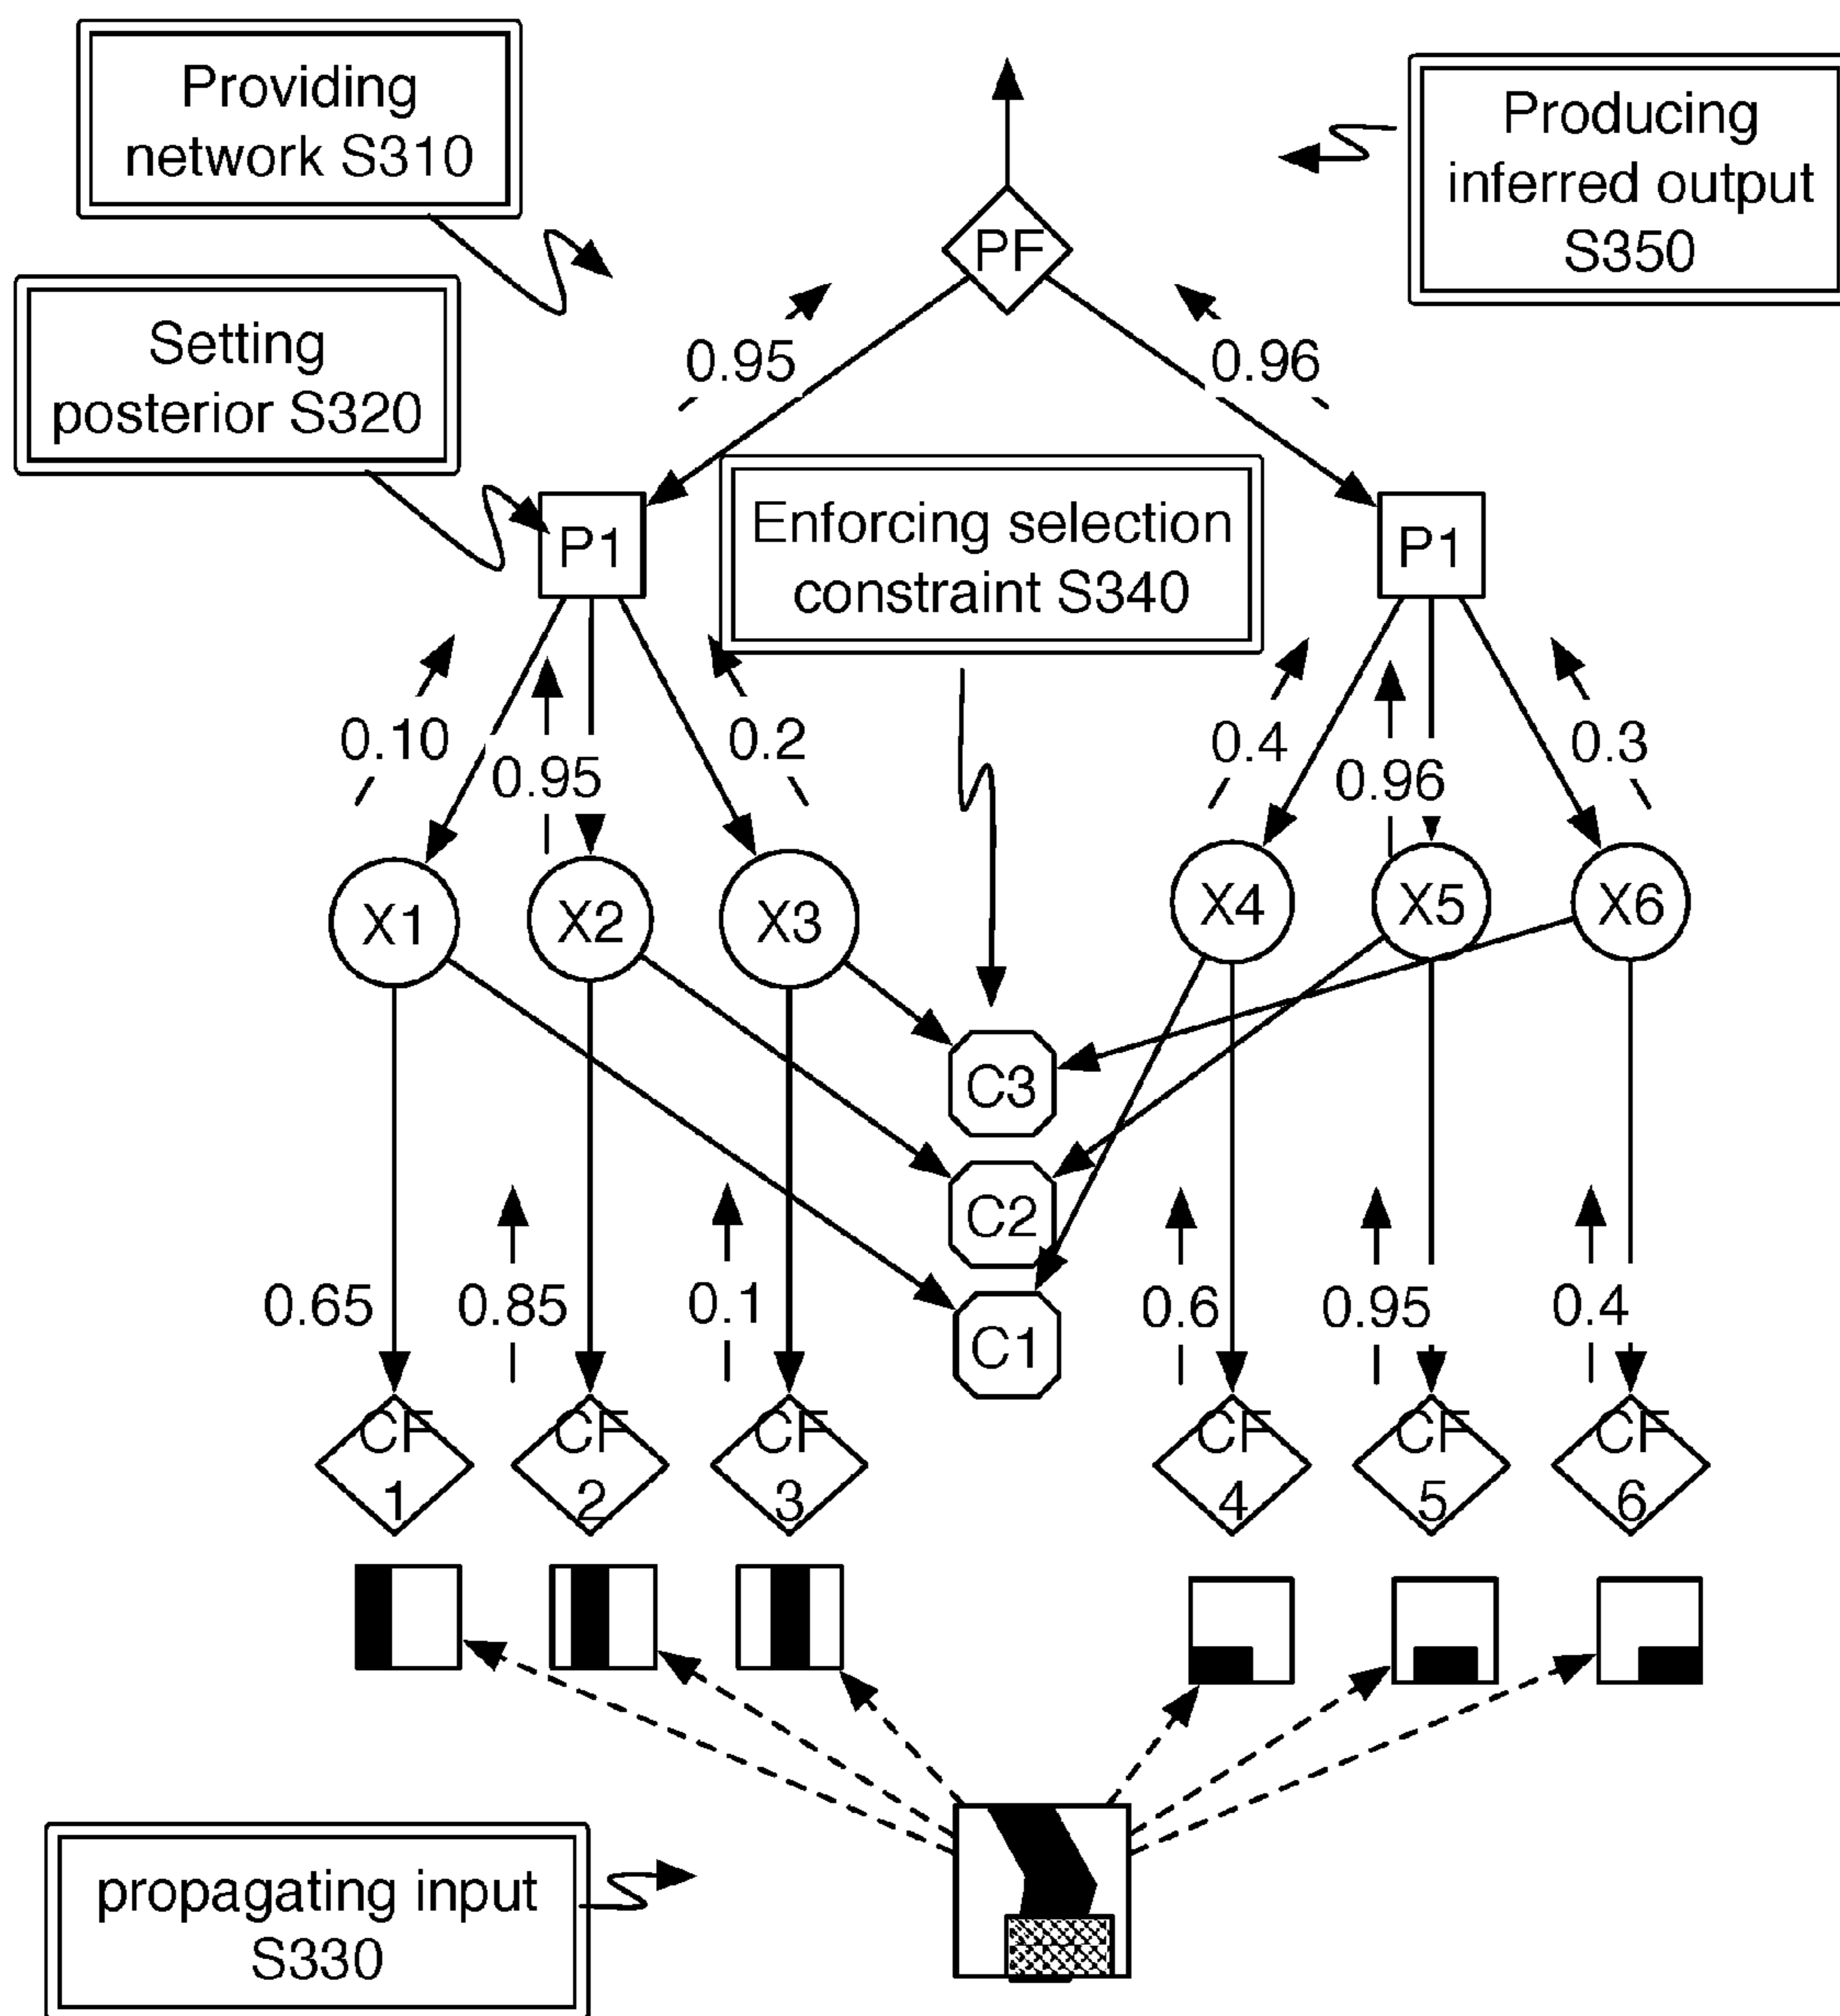 Providing
network S310
Producing
inferred output
S350
PF
Setting
posterior S320
0.95
0.96
Enforcing selection
constraint S340
P1
P1
0.10
0.95
0.2
0.4
0.96
0.3
X1
X2
X3
X4
X5
X6
C3
C2
C1
0.65
0.85
0.1
0.6
0.95
0.4
CF
1
CF
2
CF
3
CF
4
CF
5
CF
6
propagating input
S330